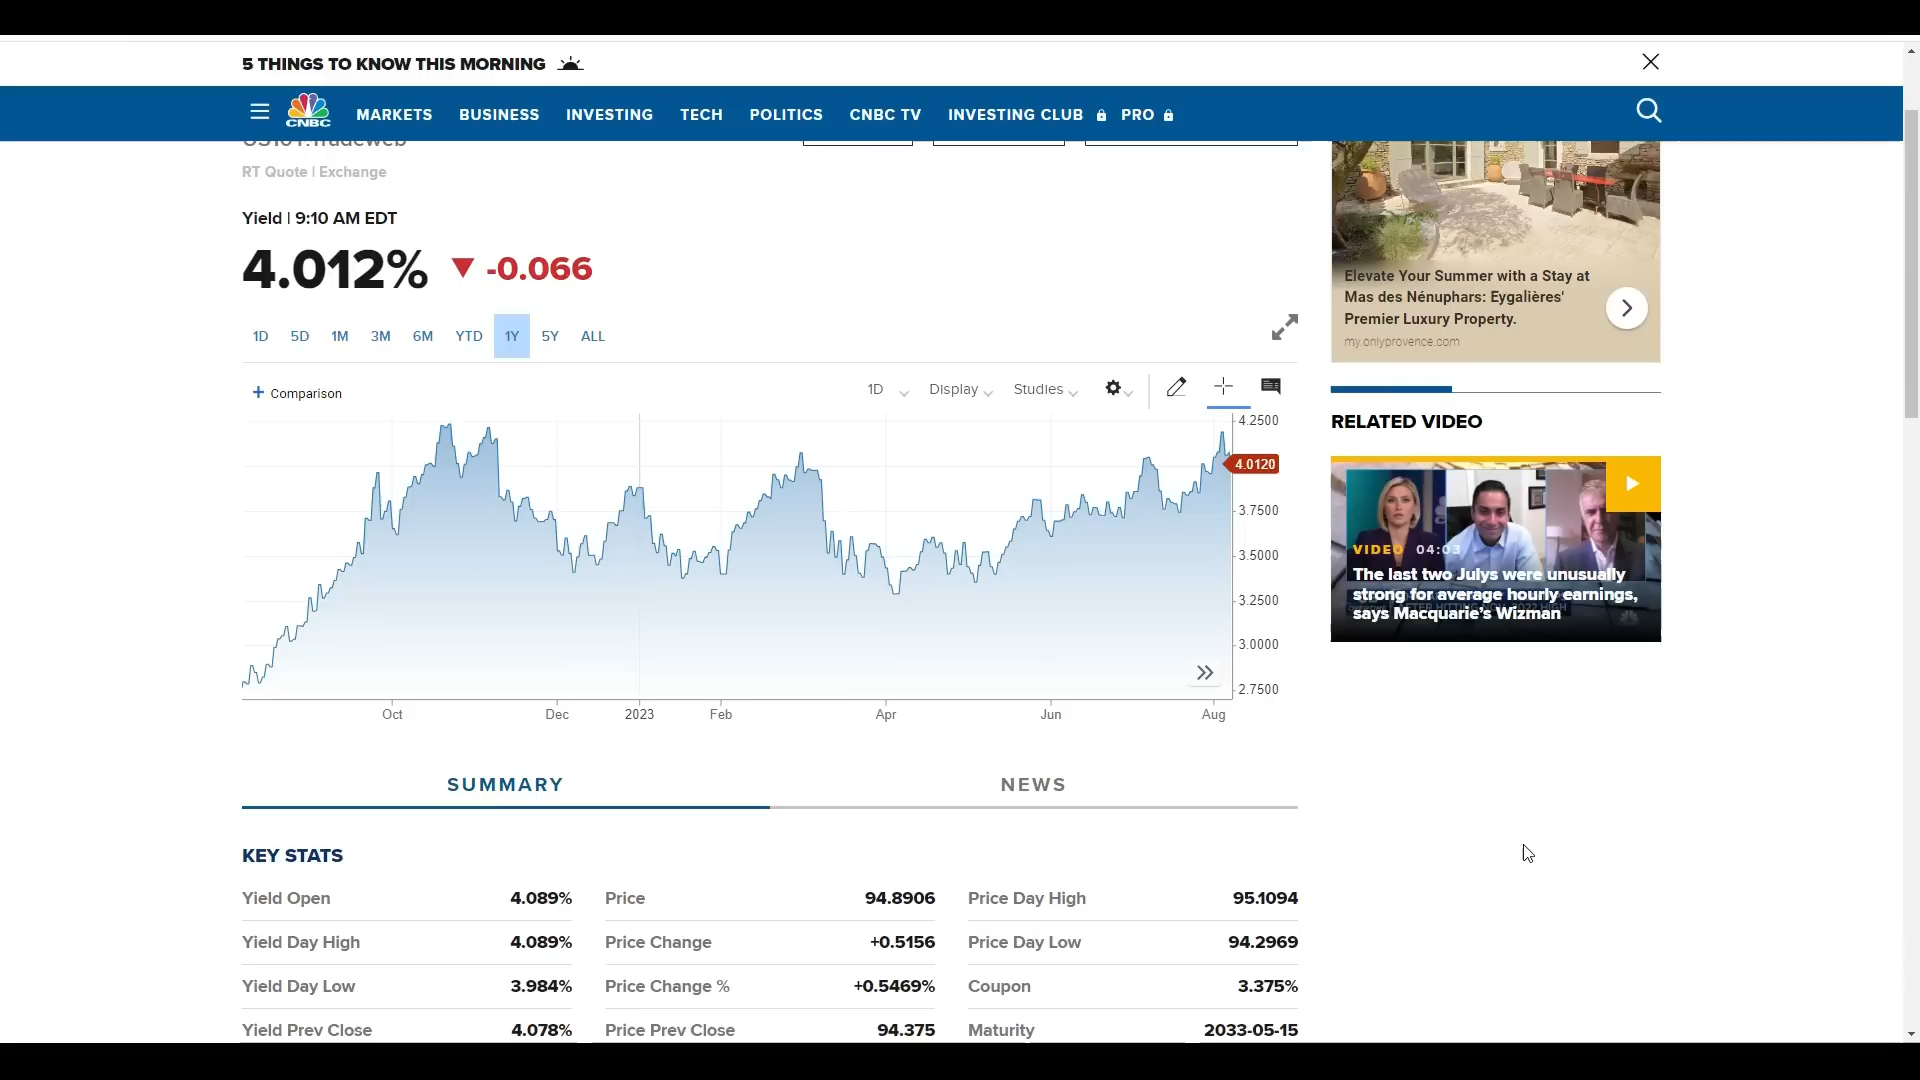 5 THINGS TO KNOW THIS MORNING
CNBC
MARKETS
BUSINESS
INVESTING
TECH
POLITICS
CNBC TV
INVESTING CLUB
PRO
RT Quote | Exchange
Yield | 9:10 AM EDT
4.012% ▼ -0.066
1D 5D 1M 3M 6M YTD 1Y 5Y ALL
+ Comparison
1D
Display
Studies
4.2500
4.0120
3.7500
3.5000
3.2500
3.0000
2.7500
Oct Dec 2023 Feb Apr Jun Aug
SUMMARY
NEWS
KEY STATS
Yield Open 4.089%
Yield Day High 4.089%
Yield Day Low 3.984%
Yield Prev Close 4.078%
Price 94.8906
Price Change +0.5156
Price Change % +0.5469%
Price Prev Close 94.375
Price Day High 95.1094
Price Day Low 94.2969
Coupon 3.375%
Maturity 2033-05-15
Elevate Your Summer with a Stay at
Mas des Nénuphars: Eygalières'
Premier Luxury Property.
my.onlyprovence.com
RELATED VIDEO
VIDEO 04:03
The last two Julys were unusually
strong for average hourly earnings,
says Macquarie's Wizman